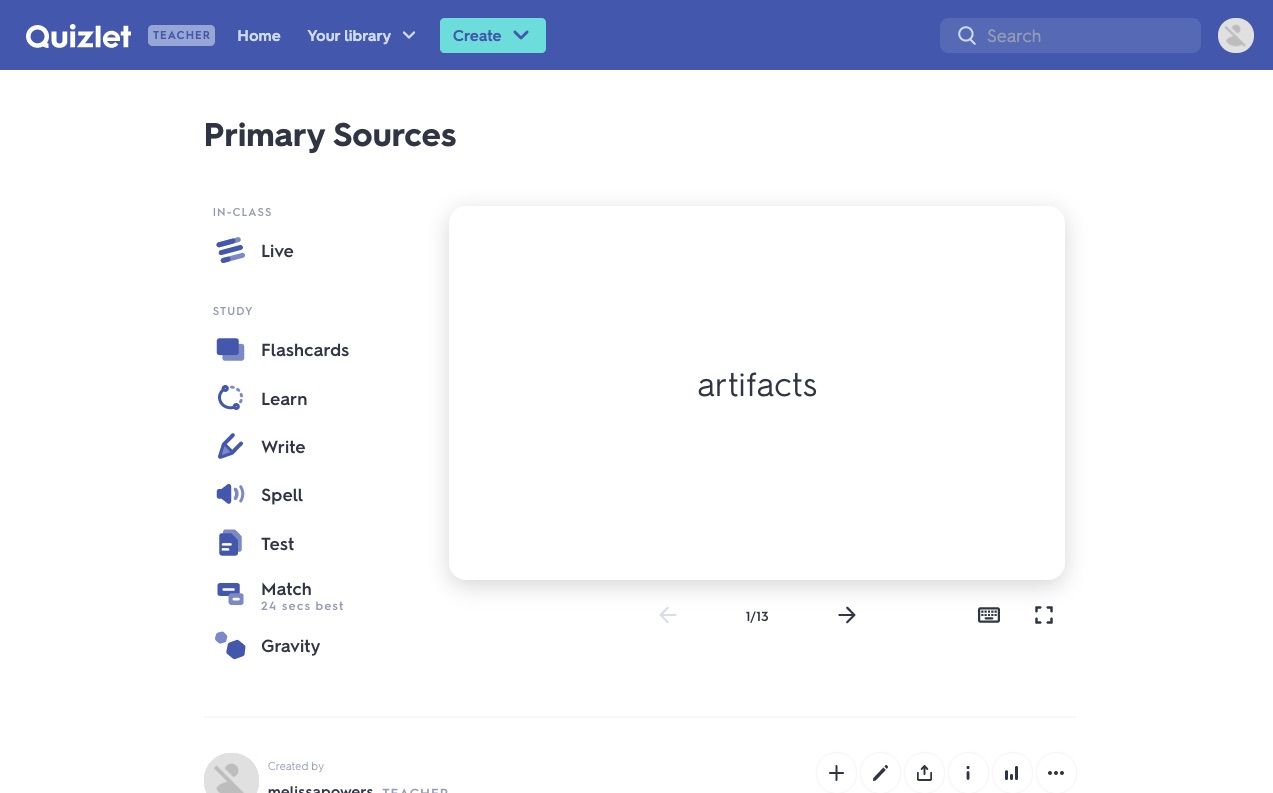 Quizlet TEACHER Home Your library Create Search
Primary Sources
IN-CLASS
Live
STUDY
Flashcards
Learn
Write
Spell
Test
Match
24 secs best
Gravity
artifacts
1/13
Created by
melissapowers TEACHER